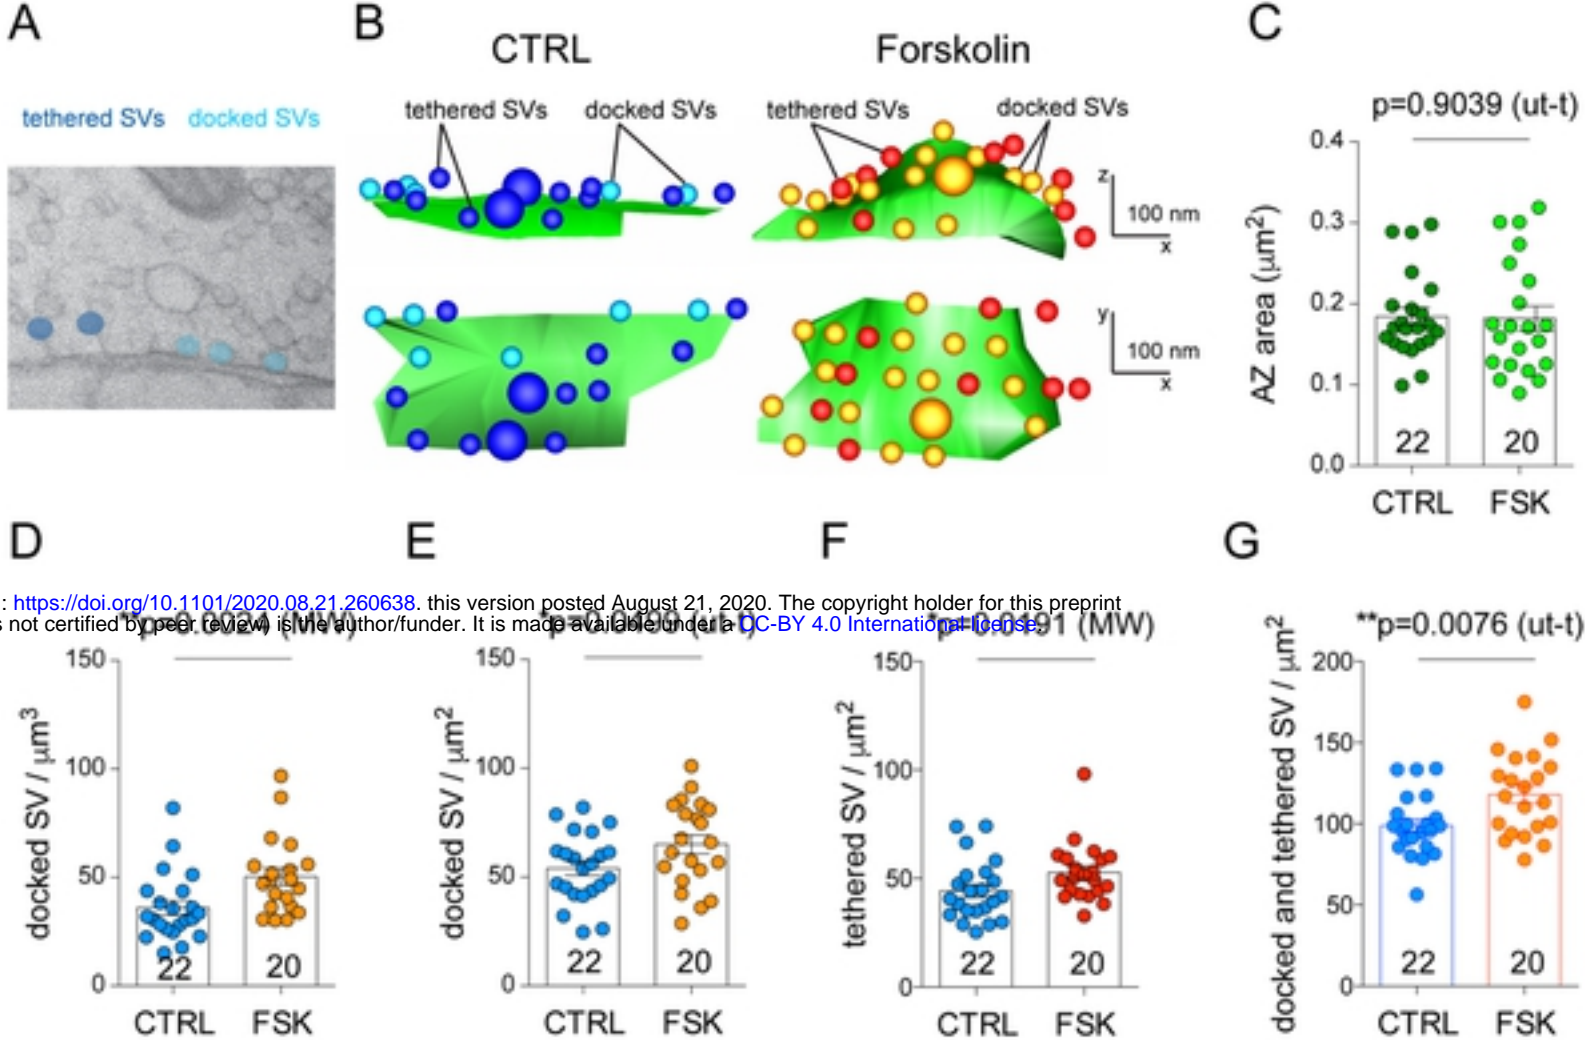 A
B
C
CTRL
Forskolin
tethered SVs docked SVs
tethered SVs
docked SVs
tethered SVs
docked SVs
z
100 nm
x
y
100 nm
x
p=0.9039 (ut-t)
AZ area (μm²)
0.4
0.3
0.2
0.1
0.0
22
20
CTRL
FSK
D
E
F
G
: https://doi.org/10.1101/2020.08.21.260638. this version posted August 21, 2020. The copyright holder for this preprint
s not certified by peer review) is the author/funder. It is made available under a CC-BY 4.0 International license.
(MW)
(ut-t)
(MW)
**p=0.0076 (ut-t)
docked SV / μm³
150
100
50
0
22
20
CTRL
FSK
docked SV / μm²
150
100
50
0
22
20
CTRL
FSK
tethered SV / μm²
150
100
50
0
22
20
CTRL
FSK
docked and tethered SV / μm²
200
150
100
50
0
22
20
CTRL
FSK